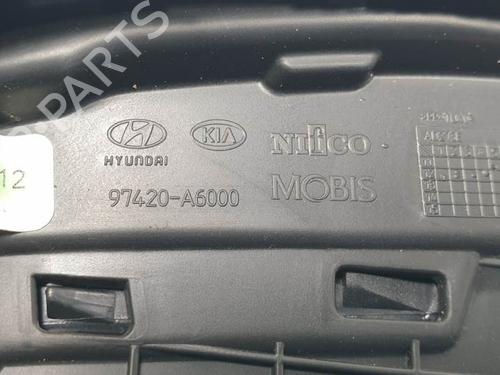 PARTS
12
HYUNDAI
KIA
NIfCO
97420-A6000
MOBIS